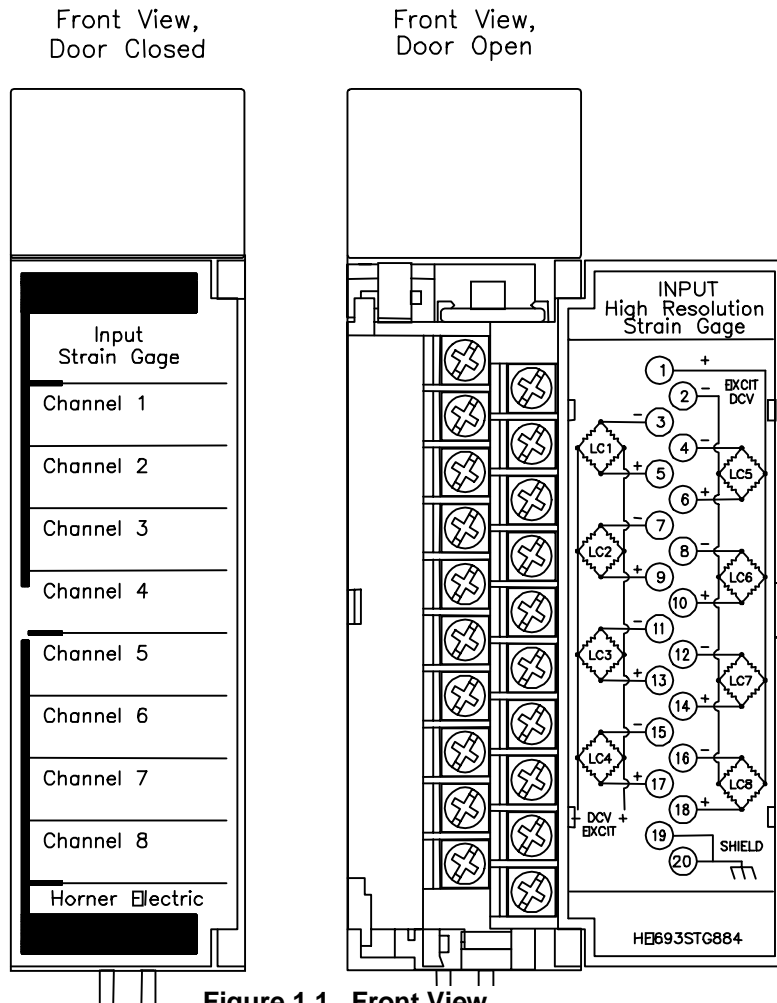 Front View,
Door Closed
Front View,
Door Open
Input
Strain Gage
Channel 1
Channel 2
Channel 3
Channel 4
Channel 5
Channel 6
Channel 7
Channel 8
Horner Electric
INPUT
High Resolution
Strain Gage
1 +
EXCIT
DCV
2 -
- 3
LC1
4 -
+ 5
LC5
6 +
- 7
LC2
8 -
+ 9
LC6
10 +
- 11
LC3
12 -
+ 13
LC7
14 +
- 15
LC4
16 -
+ 17
LC8
18 +
- DCV +
EXCIT
19
SHIELD
20
HE693STG884
Figure 1.1 Front View